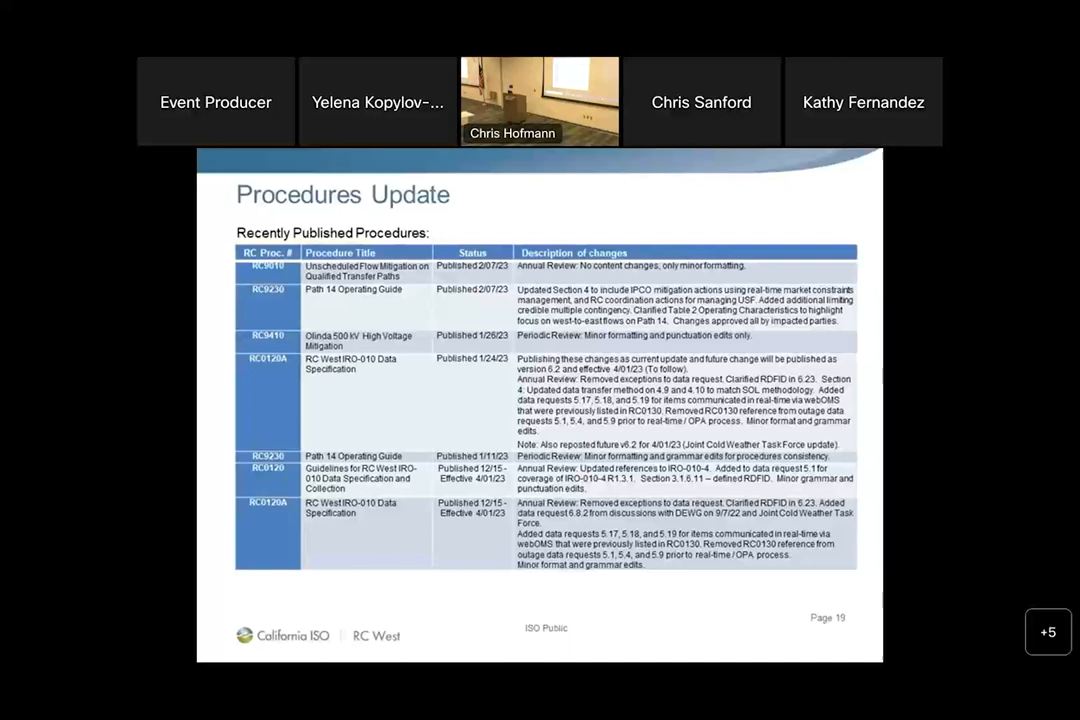 Event Producer
Yelena Kopylov-...
Chris Hofmann
Chris Sanford
Kathy Fernandez
Procedures Update
Recently Published Procedures:
RC Proc. # Procedure Title Status Description of changes
RC9010 Unscheduled Flow Mitigation on Published 2/07/23 Annual Review: No content changes, only minor formatting.
Qualified Transfer Paths
RC9230 Path 14 Operating Guide Published 2/07/23 Updated Section 4 to include IPCO mitigation actions using real-time market constraints
management, and RC coordination actions for managing USF. Added additional limiting
credible multiple contingency. Clarified Table 2 Operating Characteristics to highlight
focus on west-to-east flows on Path 14. Changes approved all by impacted parties.
RC9410 Olinda 500 kV High Voltage Published 1/26/23 Periodic Review: Minor formatting and punctuation edits only.
Mitigation
RC0120A RC West IRO-010 Data Published 1/24/23 Publishing these changes as current update and future change will be published as
Specification version 6.2 and effective 4/01/23 (To follow).
Annual Review: Removed exceptions to data request. Clarified RDFID in 6.23. Section
4: Updated data transfer method on 4.9 and 4.10 to match SOL methodology. Added
data requests 5.17, 5.18, and 5.19 for items communicated in real-time via webOMS
that were previously listed in RC0130. Removed RC0130 reference from outage data
requests 5.1, 5.4, and 5.9 prior to real-time / OPA process. Minor format and grammar
edits.
Note: Also reposted future v6.2 for 4/01/23 (Joint Cold Weather Task Force update).
RC9230 Path 14 Operating Guide Published 1/11/23 Periodic Review: Minor formatting and grammar edits for procedures consistency.
RC0120 Guidelines for RC West IRO- Published 12/15 - Annual Review: Updated references to IRO-010-4. Added to data request 5.1 for
010 Data Specification and Effective 4/01/23 coverage of IRO-010-4 R1.3.1. Section 3.1.6.11 – defined RDFID. Minor grammar and
Collection punctuation edits.
RC0120A RC West IRO-010 Data Published 12/15 - Annual Review: Removed exceptions to data request. Clarified RDFID in 6.23. Added
Specification Effective 4/01/23 data request 6.8.2 from discussions with DEWG on 9/7/22 and Joint Cold Weather Task
Force.
Added data requests 5.17, 5.18, and 5.19 for items communicated in real-time via
webOMS that were previously listed in RC0130. Removed RC0130 reference from
outage data requests 5.1, 5.4, and 5.9 prior to real-time / OPA process.
Minor format and grammar edits.
California ISO | RC West
ISO Public
Page 19
+5